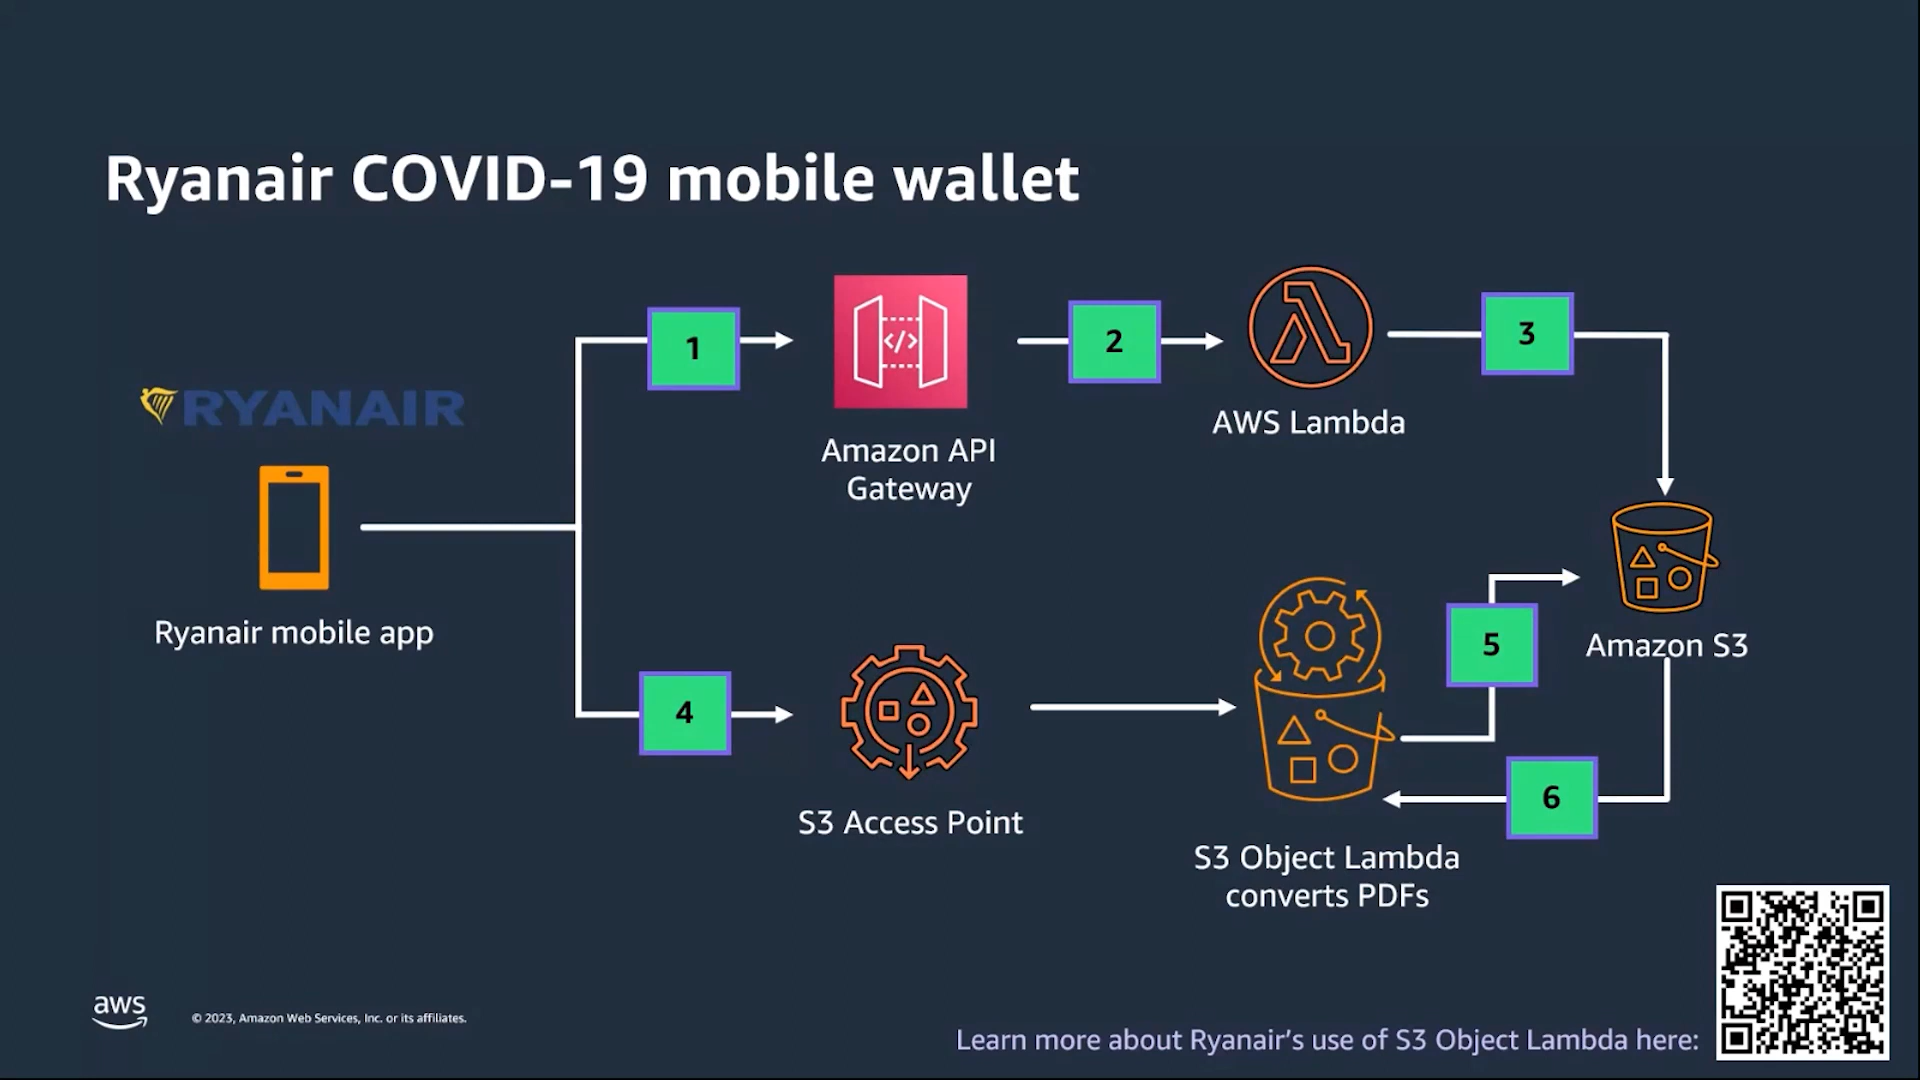 Ryanair COVID-19 mobile wallet
RYANAIR
Ryanair mobile app
1
</>
Amazon API
Gateway
2
AWS Lambda
3
4
S3 Access Point
S3 Object Lambda
converts PDFs
5
Amazon S3
6
aws
© 2023, Amazon Web Services, Inc. or its affiliates.
Learn more about Ryanair’s use of S3 Object Lambda here: